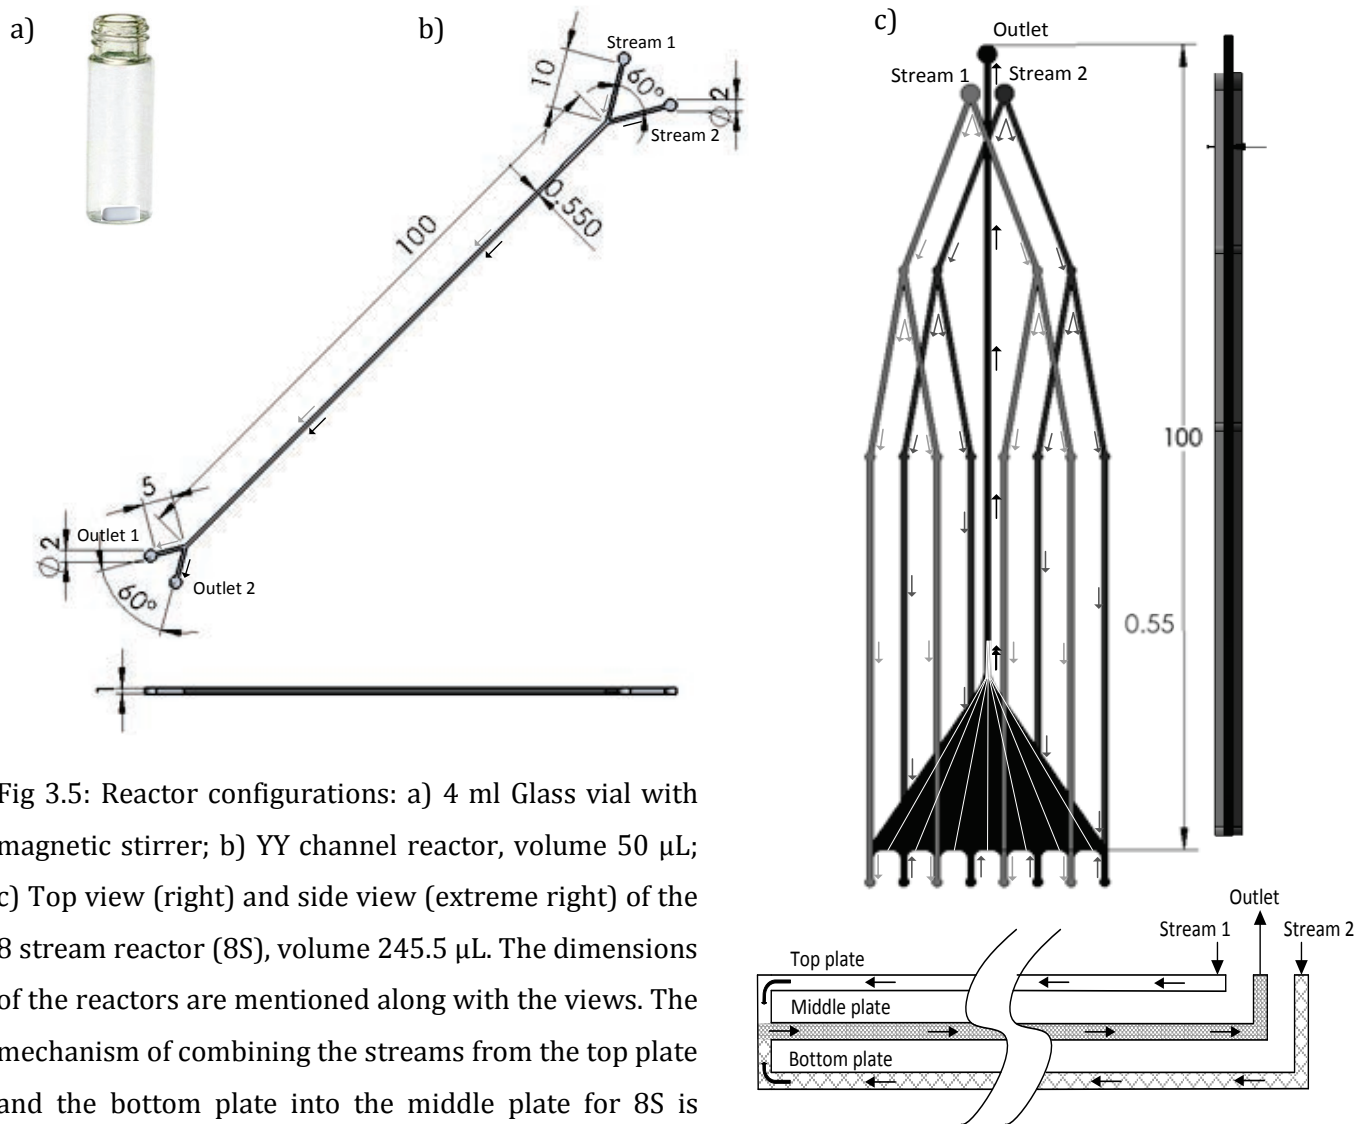 a)
b)
Stream 1
10
60°
∅ 2
Stream 2
0.550
100
5
Outlet 1
∅ 2
Outlet 2
60°
1
c)
Outlet
Stream 1
Stream 2
100
0.55
Fig 3.5: Reactor configurations: a) 4 ml Glass vial with
magnetic stirrer; b) YY channel reactor, volume 50 μL;
c) Top view (right) and side view (extreme right) of the
8 stream reactor (8S), volume 245.5 μL. The dimensions
of the reactors are mentioned along with the views. The
mechanism of combining the streams from the top plate
and the bottom plate into the middle plate for 8S is
Outlet
Stream 1
Stream 2
Top plate
Middle plate
Bottom plate